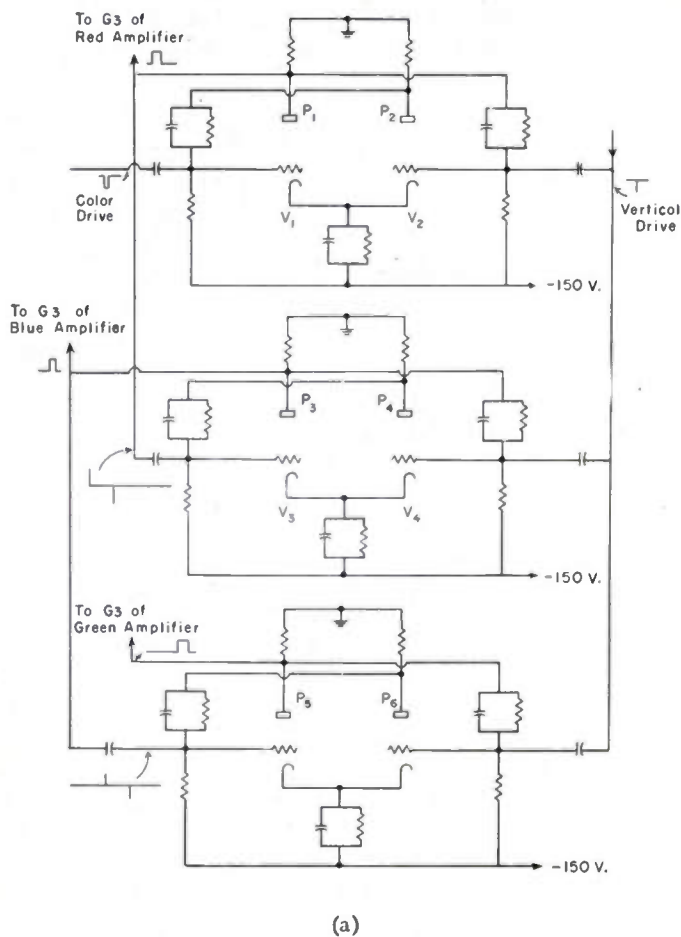 To G3 of
Red Amplifier
P1
P2
Color
Drive
V1
V2
Vertical
Drive
-150 V.
To G3 of
Blue Amplifier
P3
P4
V3
V4
-150 V.
To G3 of
Green Amplifier
P5
P6
-150 V.
(a)